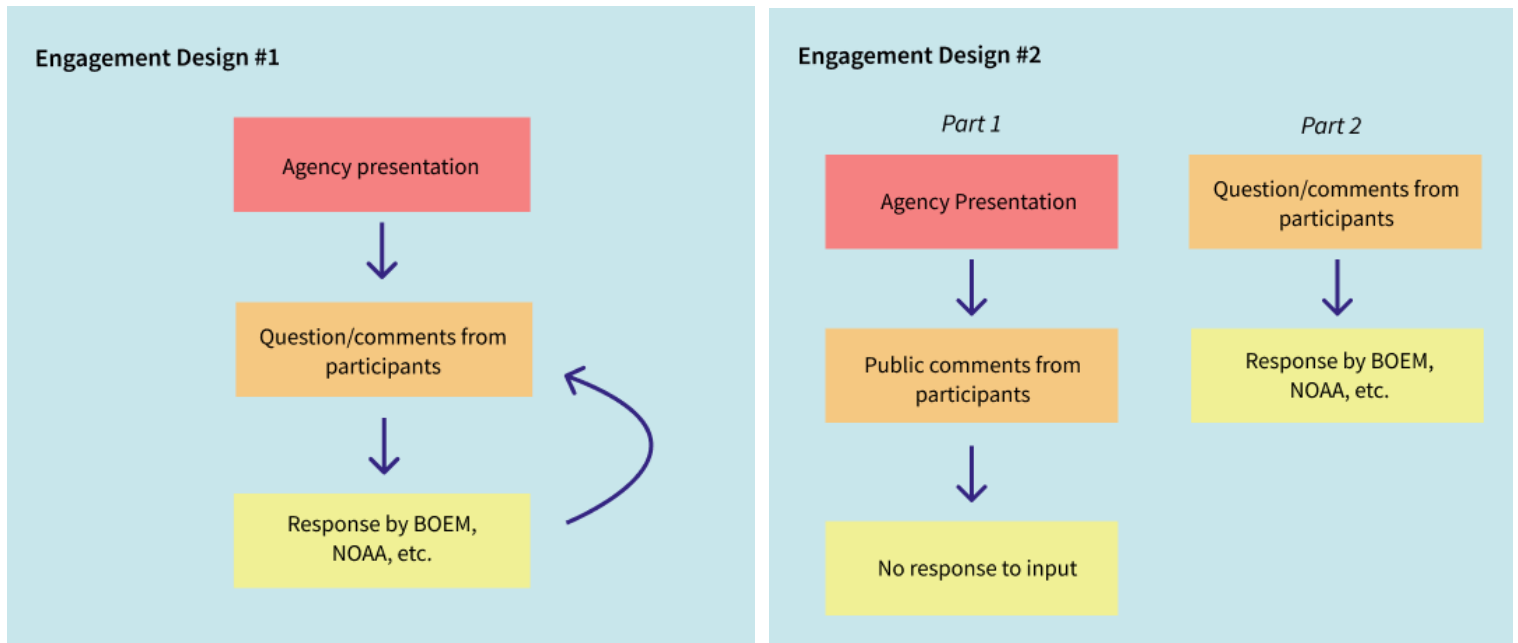 Engagement Design #1
Agency presentation
Question/comments from
participants
Response by BOEM,
NOAA, etc.
Engagement Design #2
Part 1
Agency Presentation
Public comments from
participants
No response to input
Part 2
Question/comments from
participants
Response by BOEM,
NOAA, etc.